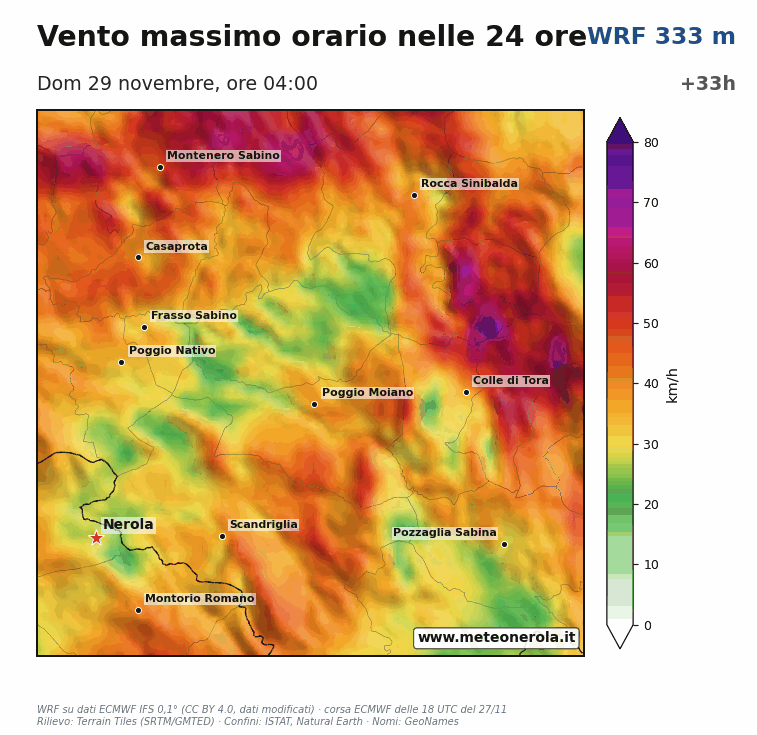 Vento massimo orario nelle 24 ore WRF 333 m
Dom 29 novembre, ore 04:00 +33h
Montenero Sabino
Rocca Sinibalda
Casaprota
Frasso Sabino
Poggio Nativo
Colle di Tora
Poggio Moiano
Nerola
Scandriglia
Pozzaglia Sabina
Montorio Romano
www.meteonerola.it
80
70
60
50
40
30
20
10
0
km/h
WRF su dati ECMWF IFS 0,1° (CC BY 4.0, dati modificati) · corsa ECMWF delle 18 UTC del 27/11
Rilievo: Terrain Tiles (SRTM/GMTED) · Confini: ISTAT, Natural Earth · Nomi: GeoNames